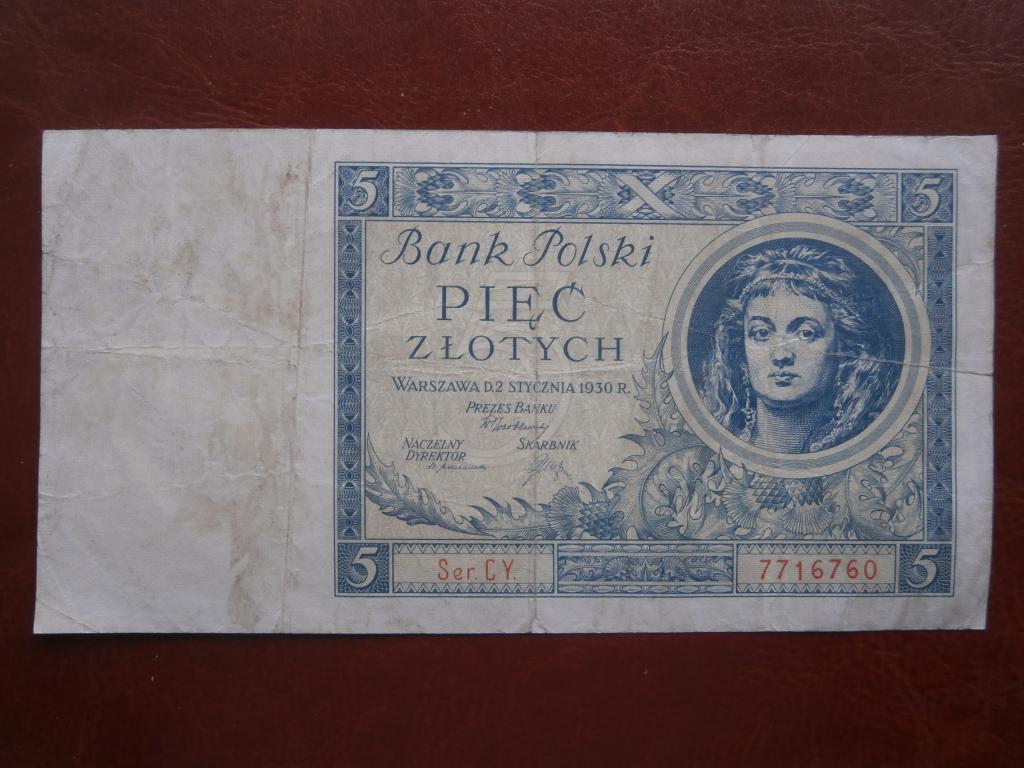 5 5
Bank Polski
PIĘĆ
ZŁOTYCH
WARSZAWA D.2 STYCZNIA 1930 R.
PREZES BANKU
NACZELNY SKARBNIK
DYREKTOR
5 Ser. CY. 7716760 5